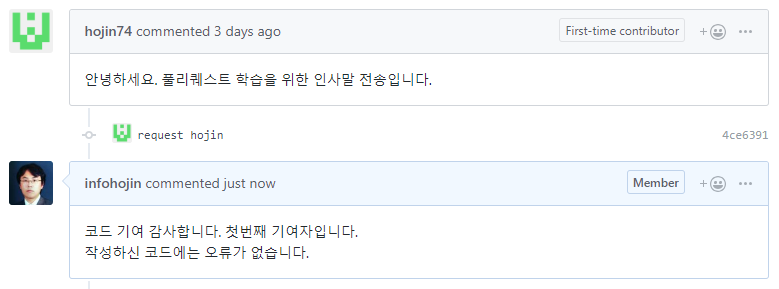 hojin74 commented 3 days ago First-time contributor
안녕하세요. 풀리퀘스트 학습을 위한 인사말 전송입니다.
request hojin 4ce6391
infohojin commented just now Member
코드 기여 감사합니다. 첫번째 기여자입니다.
작성하신 코드에는 오류가 없습니다.